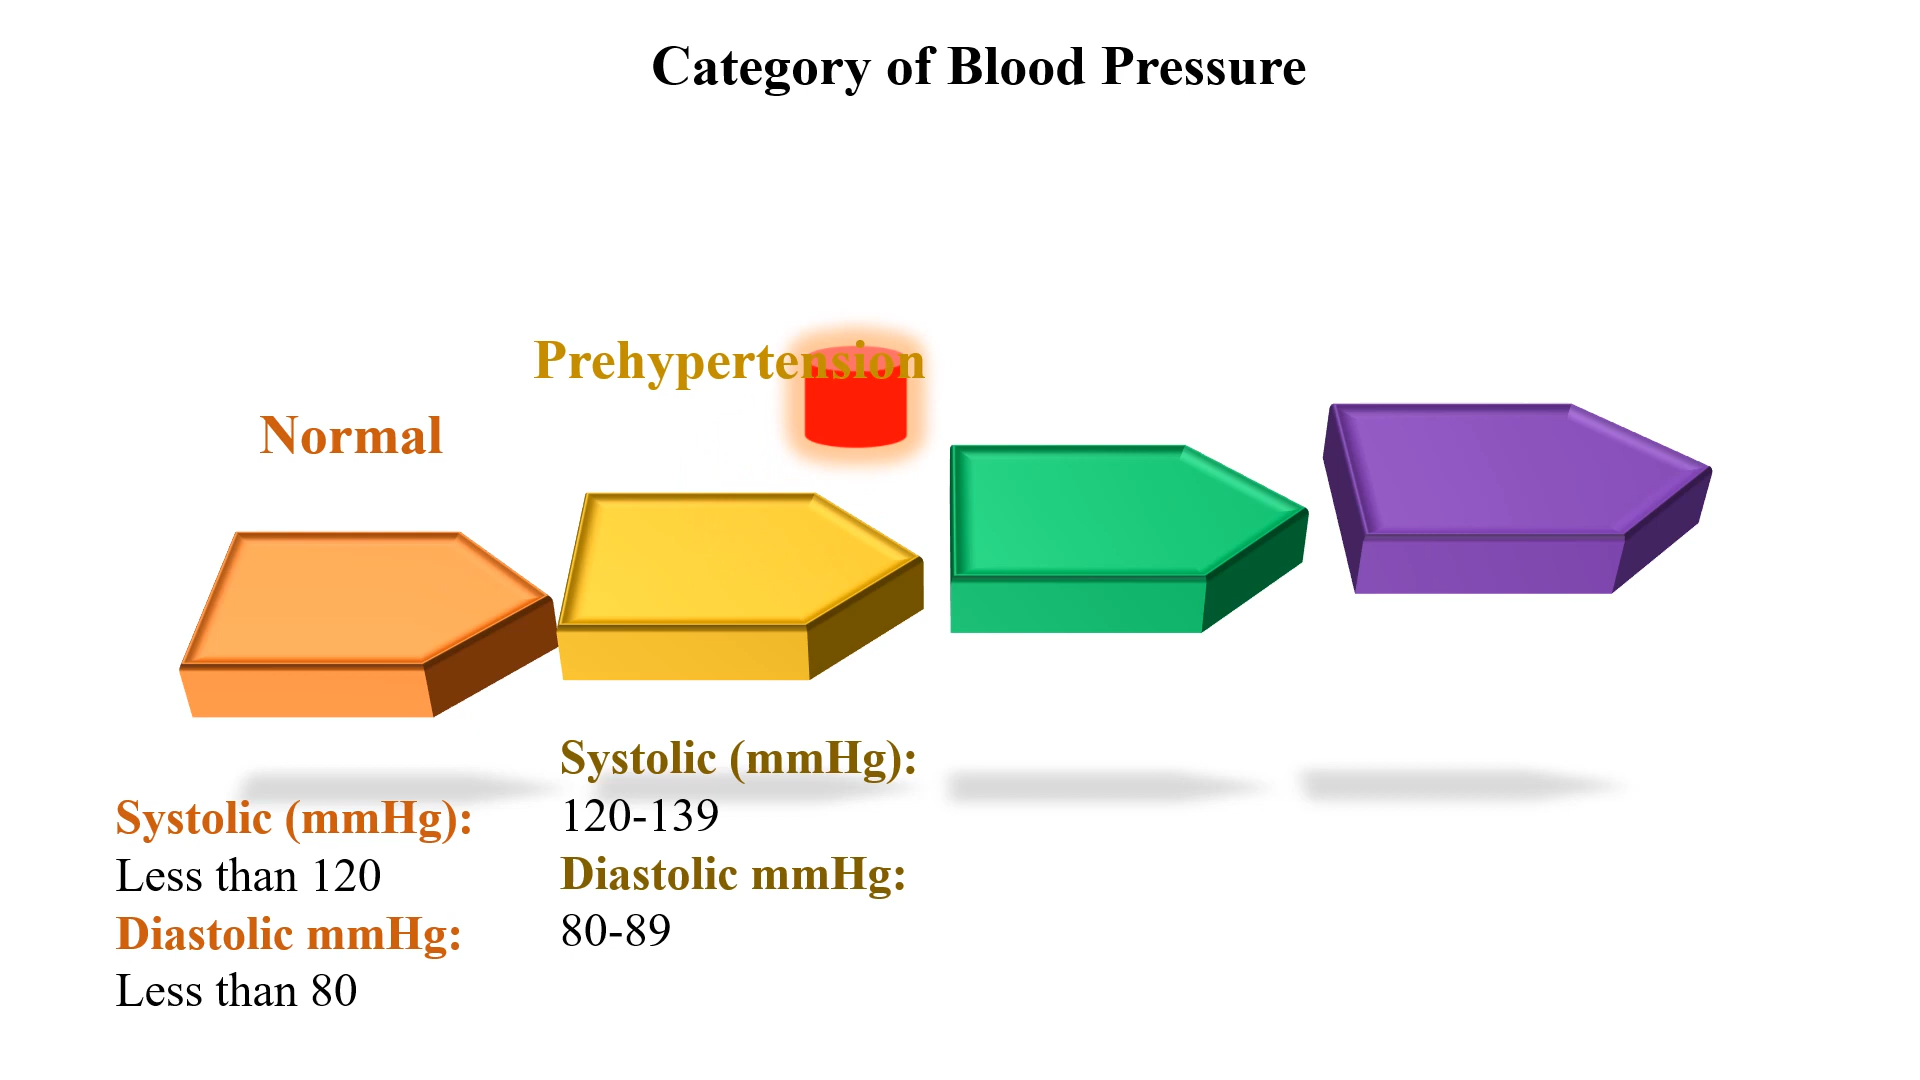 Category of Blood Pressure
Prehypertension
Normal
Systolic (mmHg):
Less than 120
Diastolic mmHg:
Less than 80
Systolic (mmHg):
120-139
Diastolic mmHg:
80-89